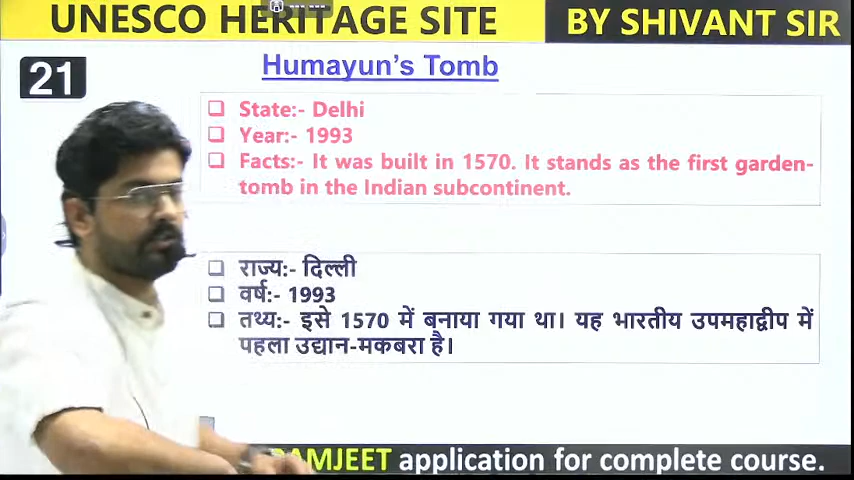 UNESCO HERITAGE SITE
BY SHIVANT SIR
21
Humayun's Tomb
State:- Delhi
Year:- 1993
Facts:- It was built in 1570. It stands as the first garden-
tomb in the Indian subcontinent.
राज्य:- दिल्ली
वर्ष:- 1993
तथ्य:- इसे 1570 में बनाया गया था। यह भारतीय उपमहाद्वीप में
पहला उद्यान-मकबरा है।
RAMJEET application for complete course.